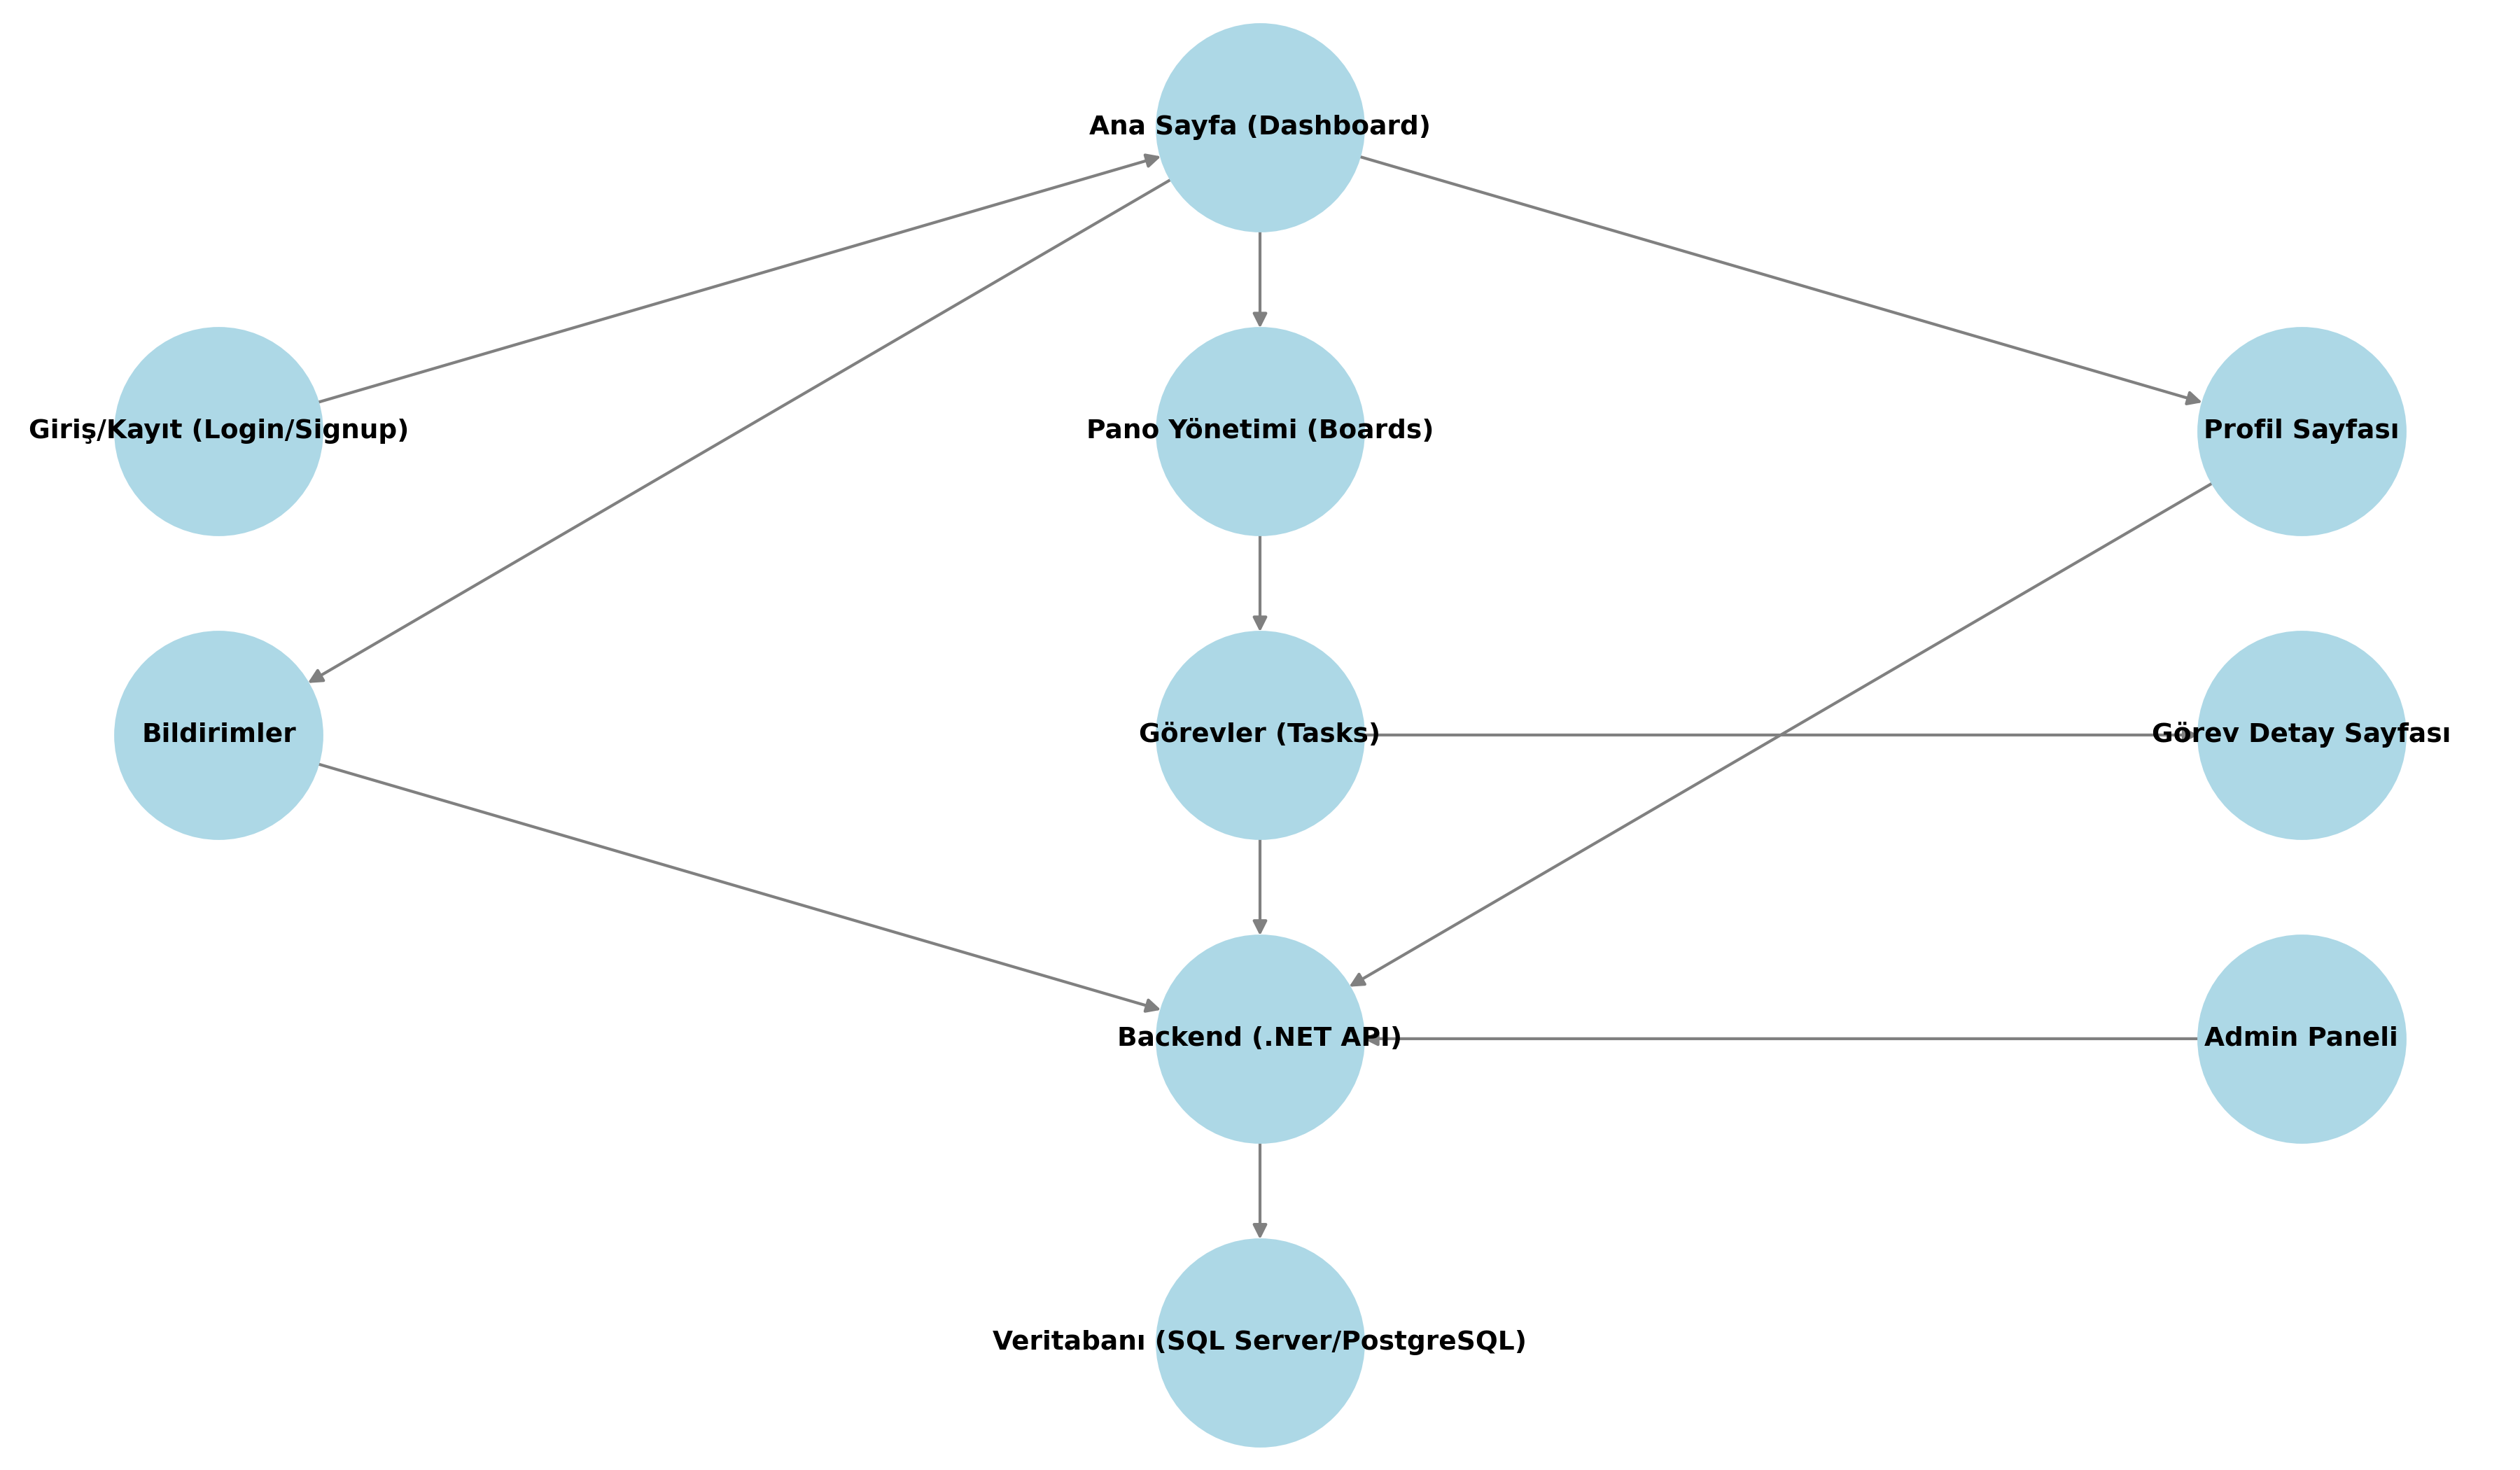 Ana Sayfa (Dashboard)
Giriş/Kayıt (Login/Signup)
Pano Yönetimi (Boards)
Profil Sayfası
Bildirimler
Görevler (Tasks)
Görev Detay Sayfası
Backend (.NET API)
Admin Paneli
Veritabanı (SQL Server/PostgreSQL)